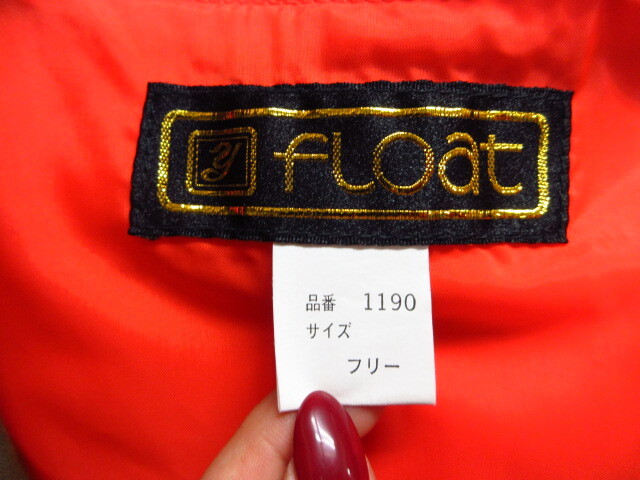 y float
品番 1190
サイズ
フリー